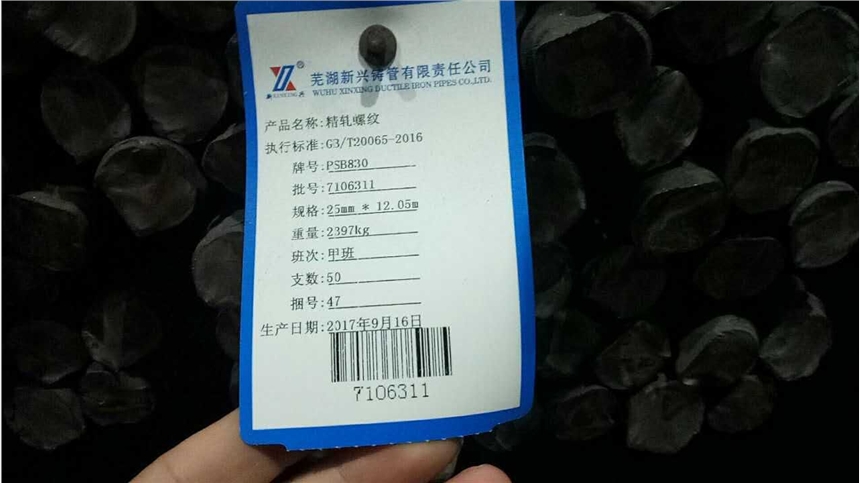 芜湖新兴铸管有限责任公司
WUHU XINXING DUCTILE IRON PIPES CO.,LTD.
产品名称:精轧螺纹
执行标准:G3/T20065-2016
牌号:PSB830
批号:7106311
规格:25mm * 12.05m
重量:2397kg
班次:甲班
支数:50
捆号:47
生产日期:2017年9月16日
7106311